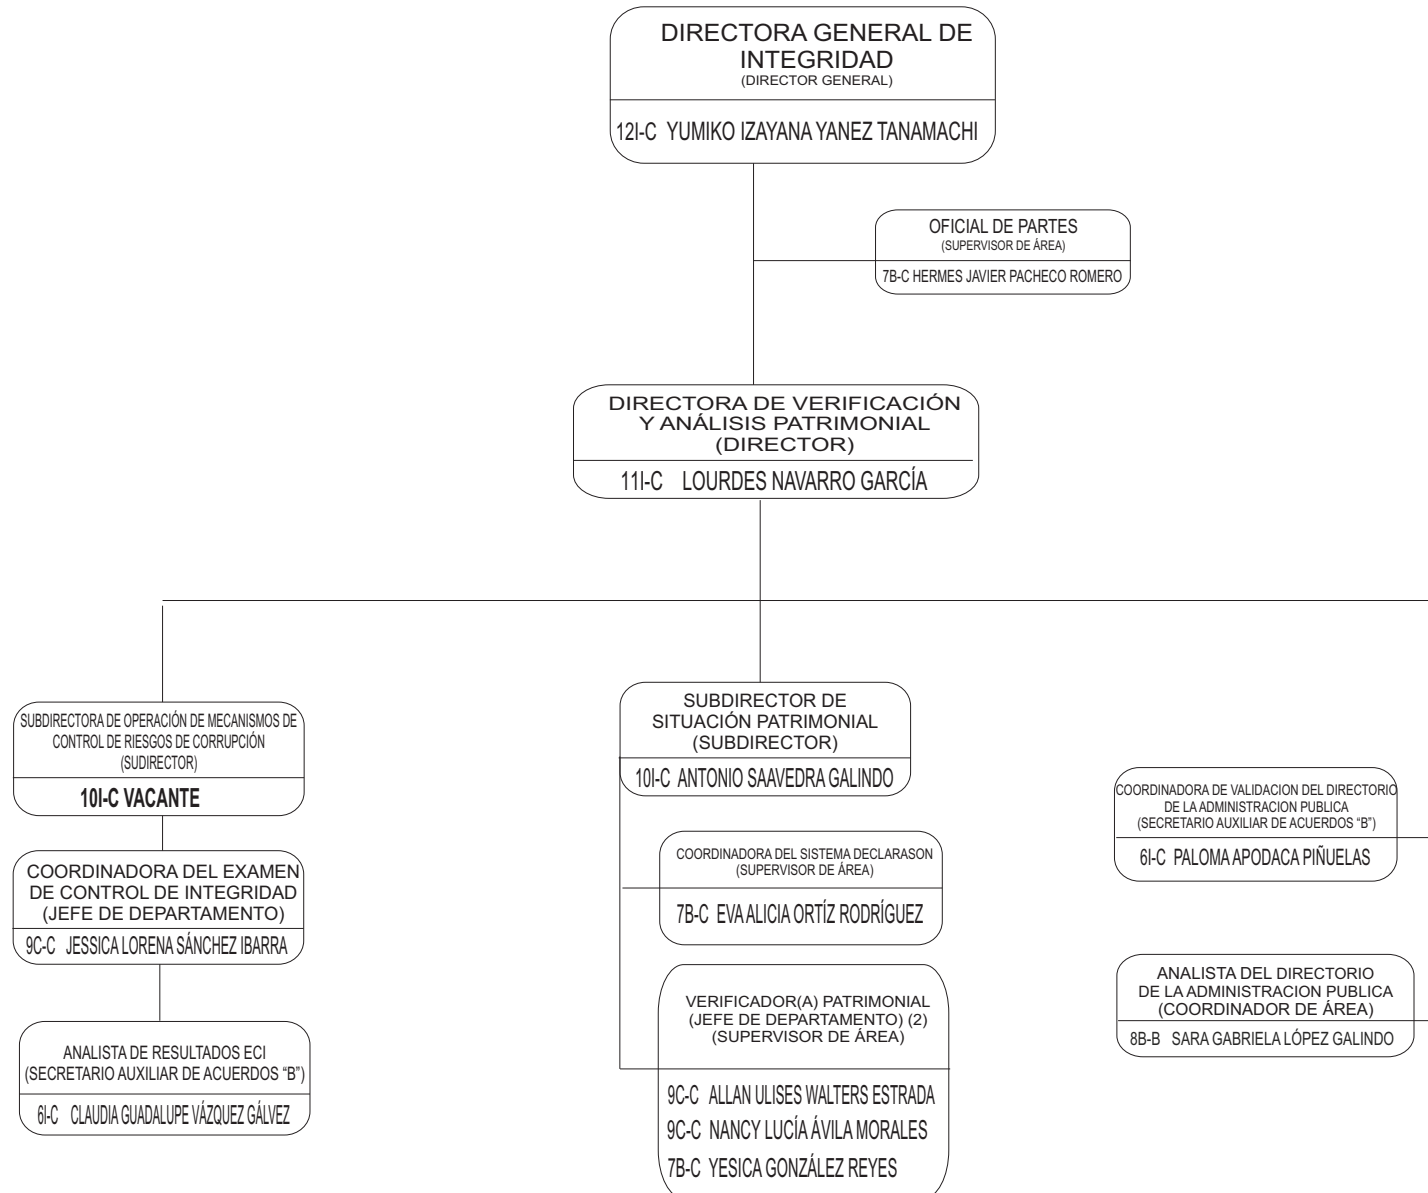 DIRECTORA GENERAL DE
INTEGRIDAD
(DIRECTOR GENERAL)
12I-C YUMIKO IZAYANA YANEZ TANAMACHI
OFICIAL DE PARTES
(SUPERVISOR DE ÁREA)
7B-C HERMES JAVIER PACHECO ROMERO
DIRECTORA DE VERIFICACIÓN
Y ANÁLISIS PATRIMONIAL
(DIRECTOR)
11I-C LOURDES NAVARRO GARCÍA
SUBDIRECTORA DE OPERACIÓN DE MECANISMOS DE
CONTROL DE RIESGOS DE CORRUPCIÓN
(SUDIRECTOR)
10I-C VACANTE
COORDINADORA DEL EXAMEN
DE CONTROL DE INTEGRIDAD
(JEFE DE DEPARTAMENTO)
9C-C JESSICA LORENA SÁNCHEZ IBARRA
ANALISTA DE RESULTADOS ECI
(SECRETARIO AUXILIAR DE ACUERDOS “B”)
6I-C CLAUDIA GUADALUPE VÁZQUEZ GÁLVEZ
SUBDIRECTOR DE
SITUACIÓN PATRIMONIAL
(SUBDIRECTOR)
10I-C ANTONIO SAAVEDRA GALINDO
COORDINADORA DEL SISTEMA DECLARASON
(SUPERVISOR DE ÁREA)
7B-C EVA ALICIA ORTÍZ RODRÍGUEZ
VERIFICADOR(A) PATRIMONIAL
(JEFE DE DEPARTAMENTO) (2)
(SUPERVISOR DE ÁREA)
9C-C ALLAN ULISES WALTERS ESTRADA
9C-C NANCY LUCÍA ÁVILA MORALES
7B-C YESICA GONZÁLEZ REYES
COORDINADORA DE VALIDACION DEL DIRECTORIO
DE LA ADMINISTRACION PUBLICA
(SECRETARIO AUXILIAR DE ACUERDOS “B”)
6I-C PALOMA APODACA PIÑUELAS
ANALISTA DEL DIRECTORIO
DE LA ADMINISTRACION PUBLICA
(COORDINADOR DE ÁREA)
8B-B SARA GABRIELA LÓPEZ GALINDO